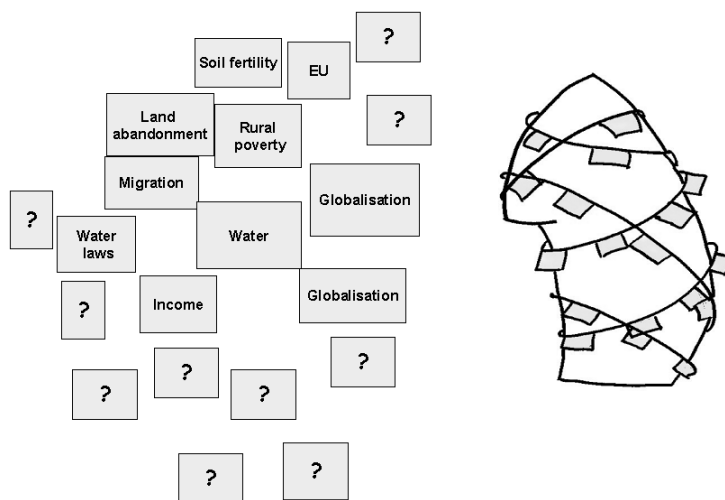 ?
Soil fertility
EU
?
Land
abandonment
Rural
poverty
Migration
Globalisation
?
Water
laws
Water
?
Income
Globalisation
?
?
?
?
?
?